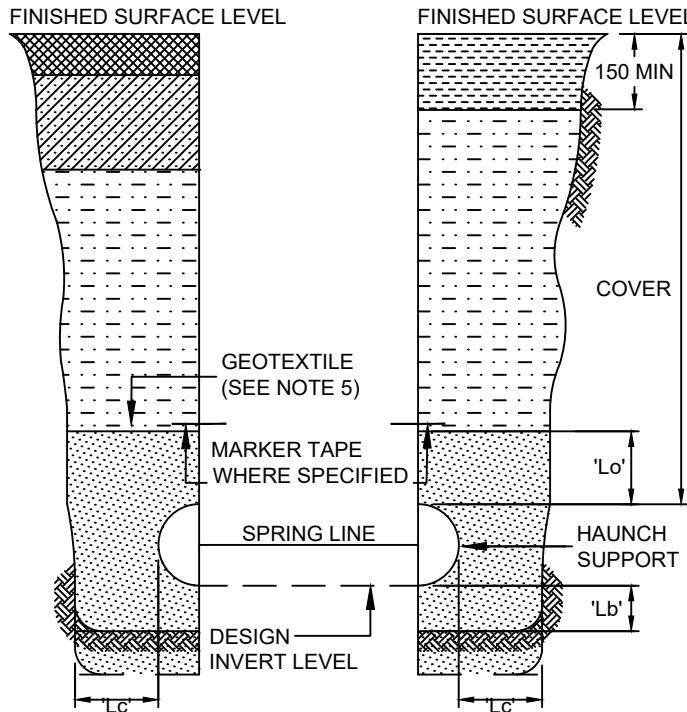 FINISHED SURFACE LEVEL
FINISHED SURFACE LEVEL
150 MIN
COVER
GEOTEXTILE
(SEE NOTE 5)
MARKER TAPE
WHERE SPECIFIED
'Lo'
SPRING LINE
HAUNCH
SUPPORT
'Lb'
DESIGN
INVERT LEVEL
'Lc'
'Lc'